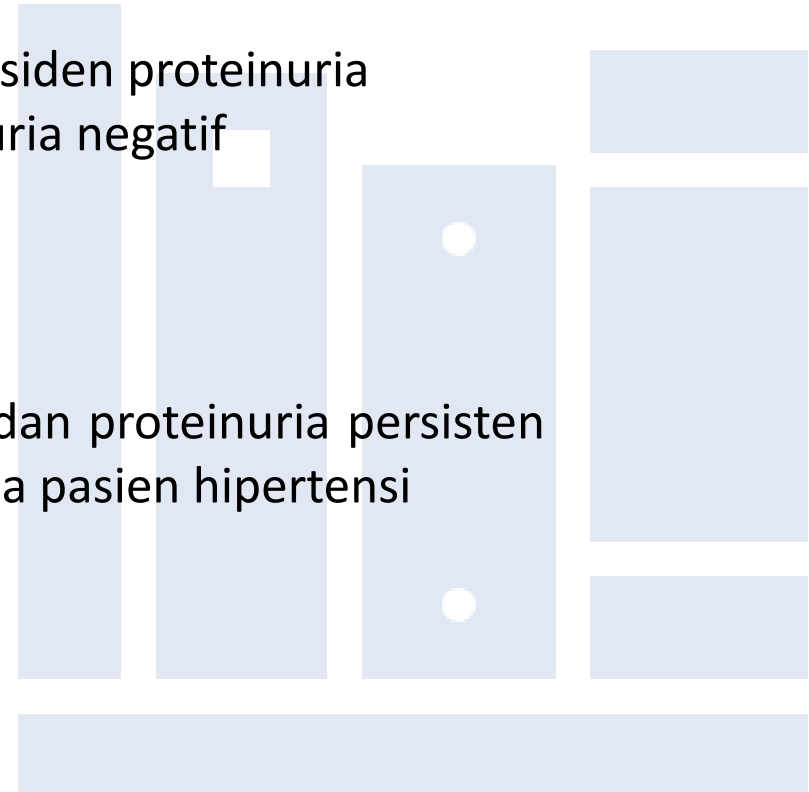 siden proteinuria
uria negatif
dan proteinuria persisten
a pasien hipertensi